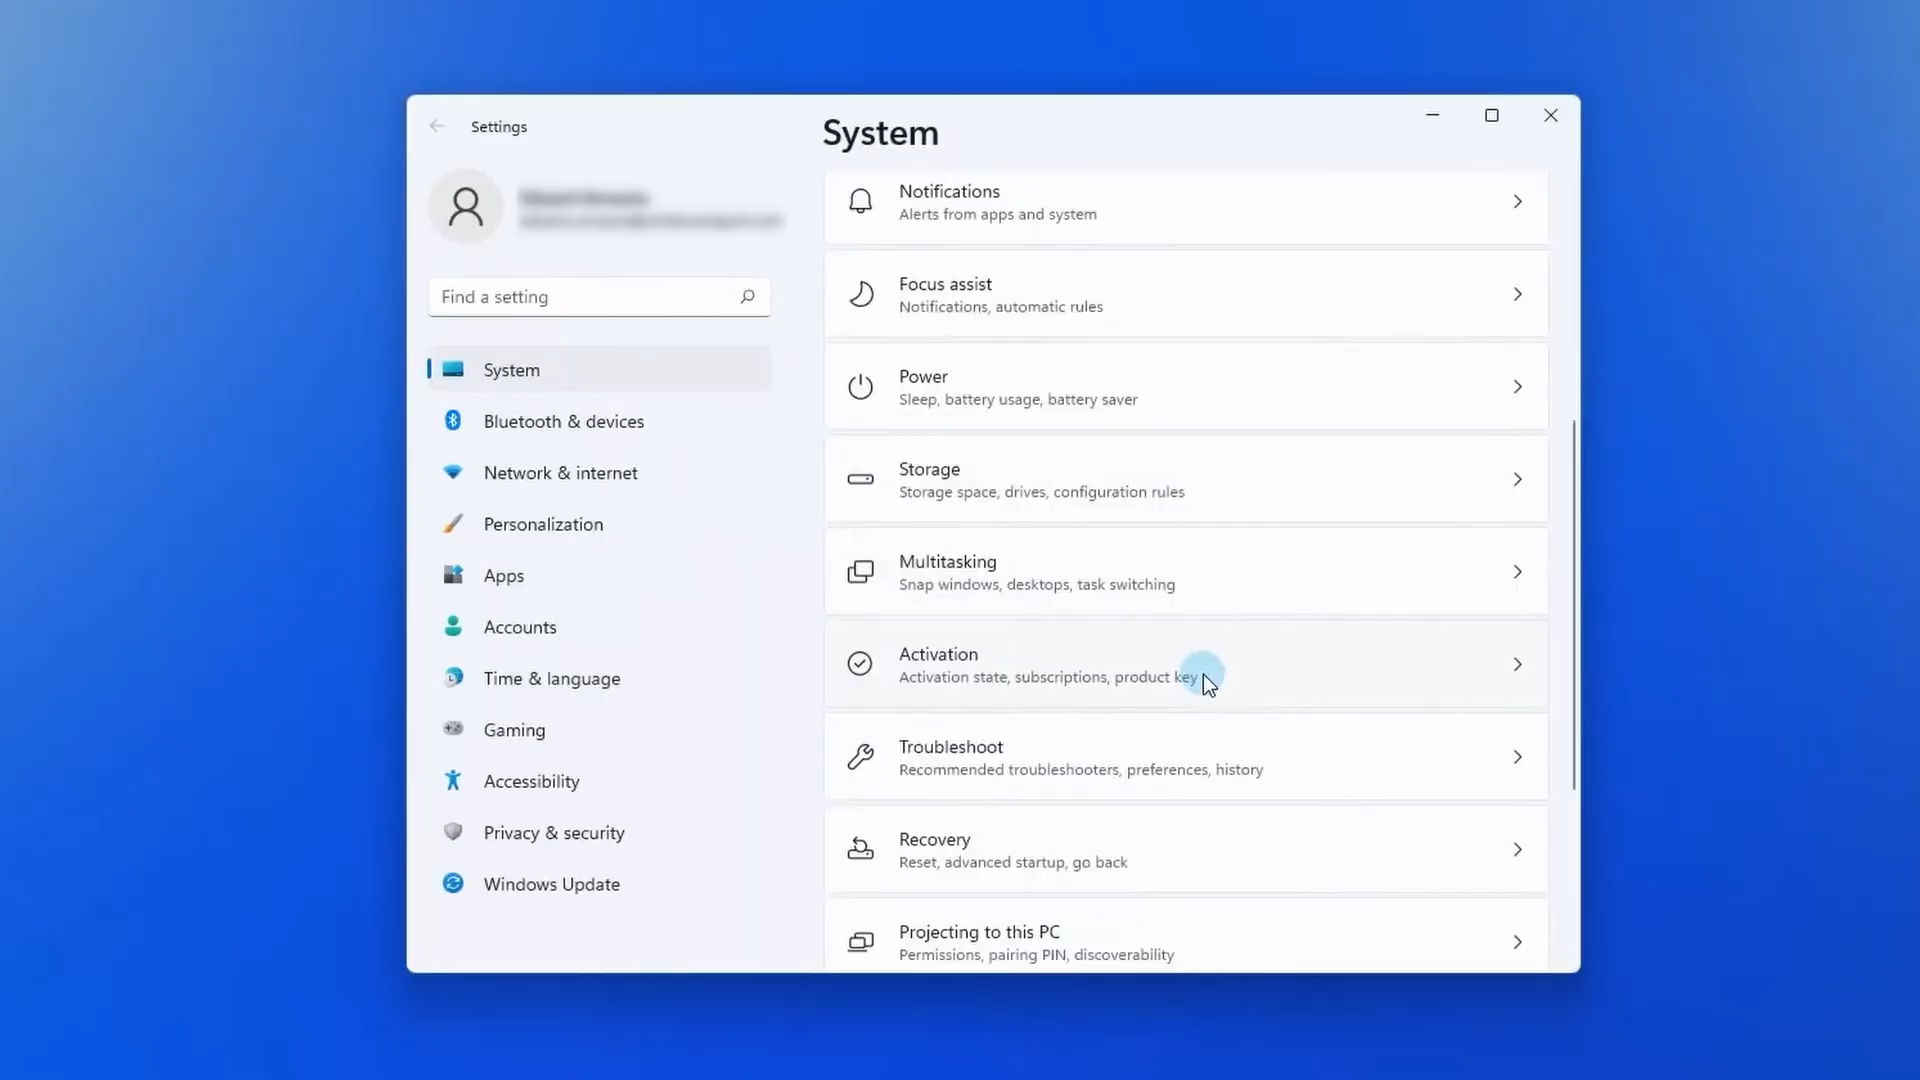 Settings
System
Find a setting
System
Bluetooth & devices
Network & internet
Personalization
Apps
Accounts
Time & language
Gaming
Accessibility
Privacy & security
Windows Update
Notifications
Alerts from apps and system
Focus assist
Notifications, automatic rules
Power
Sleep, battery usage, battery saver
Storage
Storage space, drives, configuration rules
Multitasking
Snap windows, desktops, task switching
Activation
Activation state, subscriptions, product key
Troubleshoot
Recommended troubleshooters, preferences, history
Recovery
Reset, advanced startup, go back
Projecting to this PC
Permissions, pairing PIN, discoverability